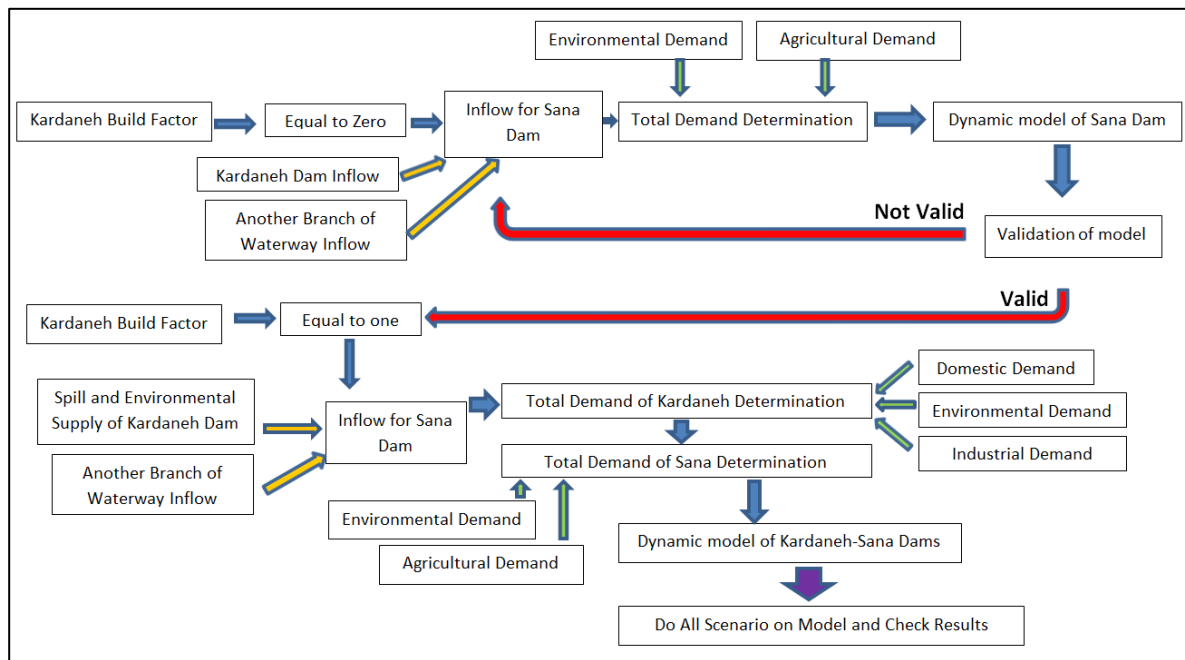 Environmental Demand
Agricultural Demand
Kardaneh Build Factor
Equal to Zero
Inflow for Sana
Dam
Total Demand Determination
Dynamic model of Sana Dam
Kardaneh Dam Inflow
Another Branch of
Waterway Inflow
Not Valid
Validation of model
Valid
Kardaneh Build Factor
Equal to one
Spill and Environmental
Supply of Kardaneh Dam
Another Branch of
Waterway Inflow
Inflow for Sana
Dam
Total Demand of Kardaneh Determination
Domestic Demand
Environmental Demand
Industrial Demand
Total Demand of Sana Determination
Environmental Demand
Agricultural Demand
Dynamic model of Kardaneh-Sana Dams
Do All Scenario on Model and Check Results